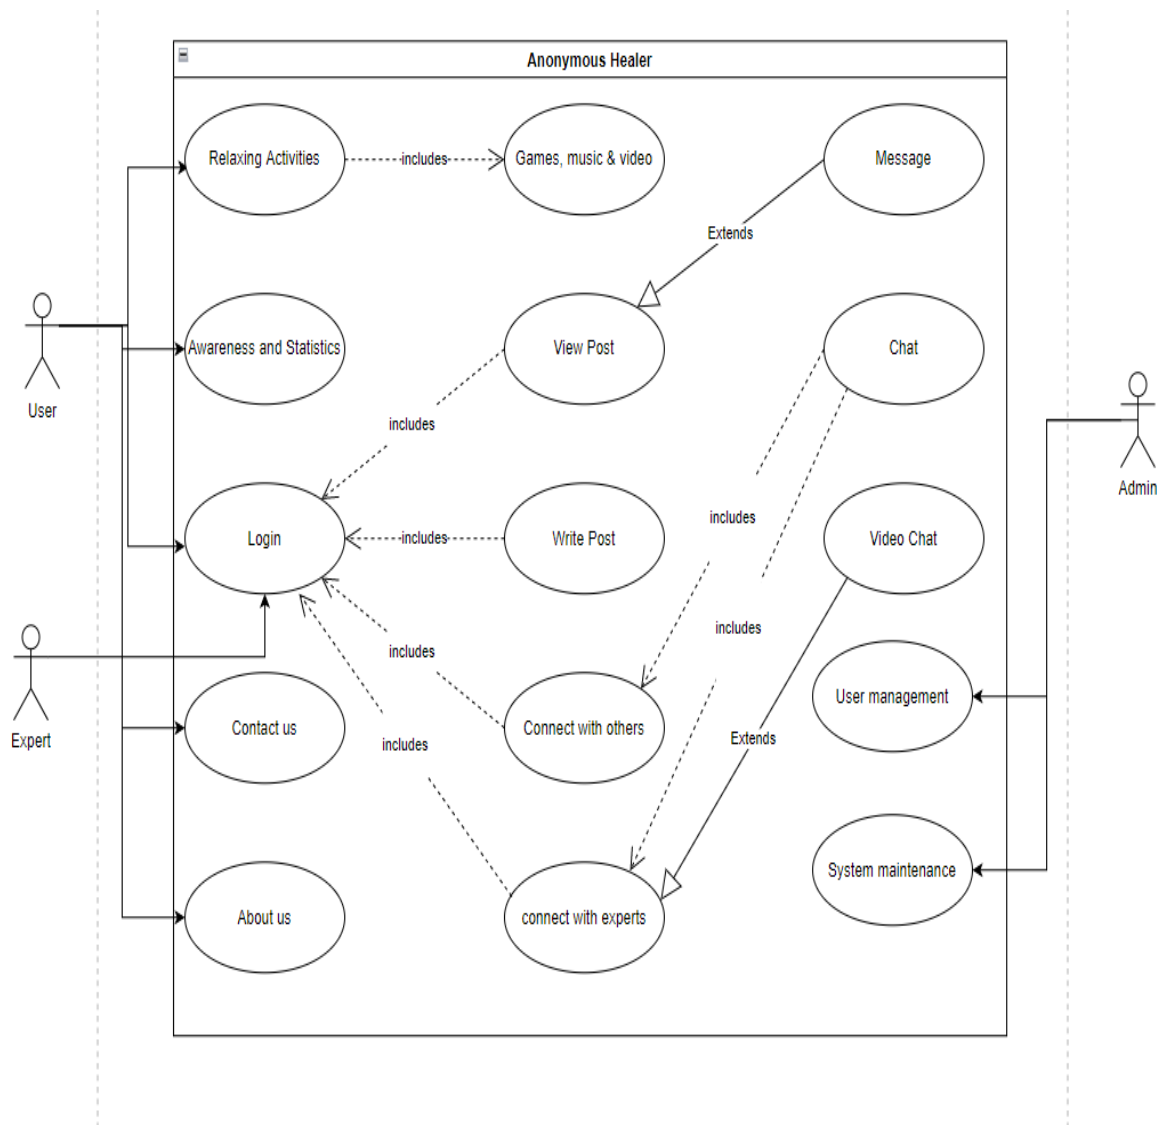 Anonymous Healer
Relaxing Activities
includes
Games, music & video
Message
Extends
Awareness and Statistics
View Post
Chat
User
includes
Admin
Login
includes
Write Post
includes
Video Chat
Expert
includes
includes
User management
Contact us
includes
Connect with others
Extends
System maintenance
About us
connect with experts